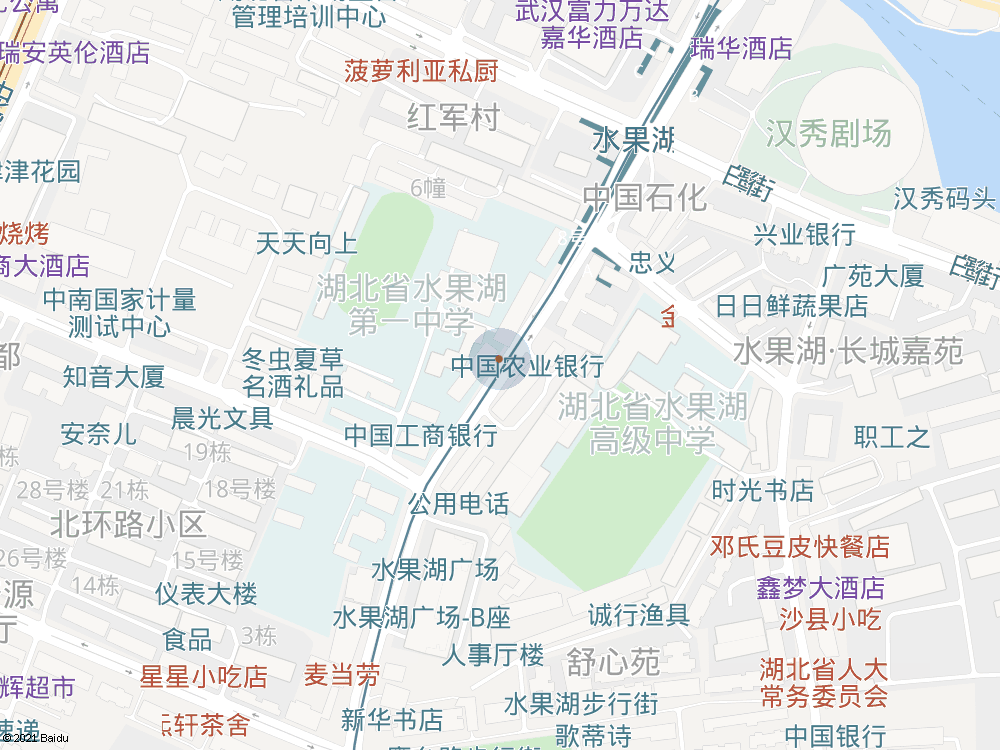 管理培训中心
武汉富力万达
嘉华酒店
瑞华酒店
瑞安英伦酒店
菠萝利亚私厨
红军村
水果湖
汉秀剧场
津花园
6幢
中国石化
汉秀码头
烧烤
天天向上
兴业银行
商大酒店
忠义
广苑大厦
中南国家计量
测试中心
湖北省水果湖
第一中学
日日鲜蔬果店
都
冬虫夏草
名酒礼品
中国农业银行
水果湖·长城嘉苑
知音大厦
晨光文具
湖北省水果湖
高级中学
安奈儿
中国工商银行
职工之
19栋
栋
28号楼
21栋
18号楼
公用电话
时光书店
北环路小区
26号楼
15号楼
邓氏豆皮快餐店
14栋
水果湖广场
仪表大楼
鑫梦大酒店
源
厅
水果湖广场-B座
诚行渔具
沙县小吃
食品
3栋
人事厅楼
舒心苑
星星小吃店
麦当劳
湖北省人大
常务委员会
辉超市
水果湖步行街
轩茶舍
新华书店
歌蒂诗
中国银行
速递
© 2021 Baidu